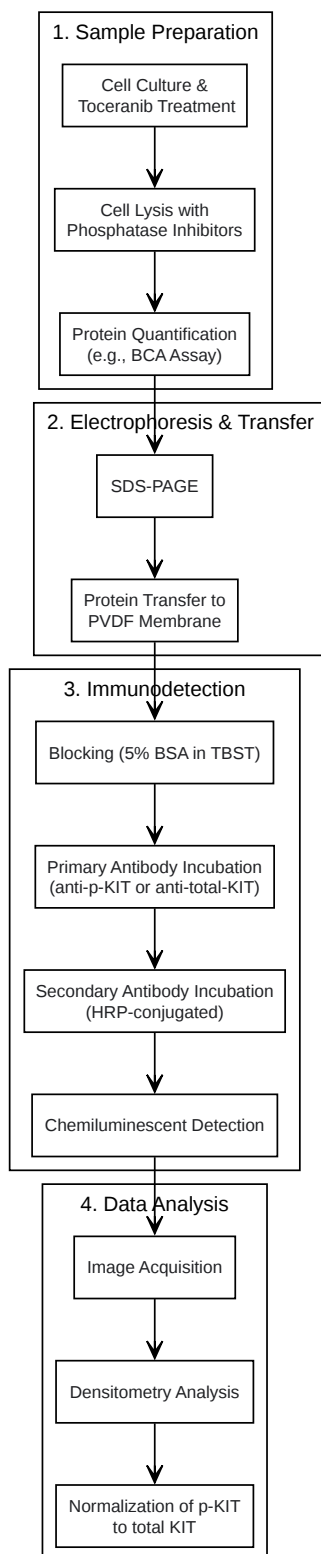 1. Sample Preparation
Cell Culture &
Toceranib Treatment
Cell Lysis with
Phosphatase Inhibitors
Protein Quantification
(e.g., BCA Assay)
2. Electrophoresis & Transfer
SDS-PAGE
Protein Transfer to
PVDF Membrane
3. Immunodetection
Blocking (5% BSA in TBST)
Primary Antibody Incubation
(anti-p-KIT or anti-total-KIT)
Secondary Antibody Incubation
(HRP-conjugated)
Chemiluminescent Detection
4. Data Analysis
Image Acquisition
Densitometry Analysis
Normalization of p-KIT
to total KIT